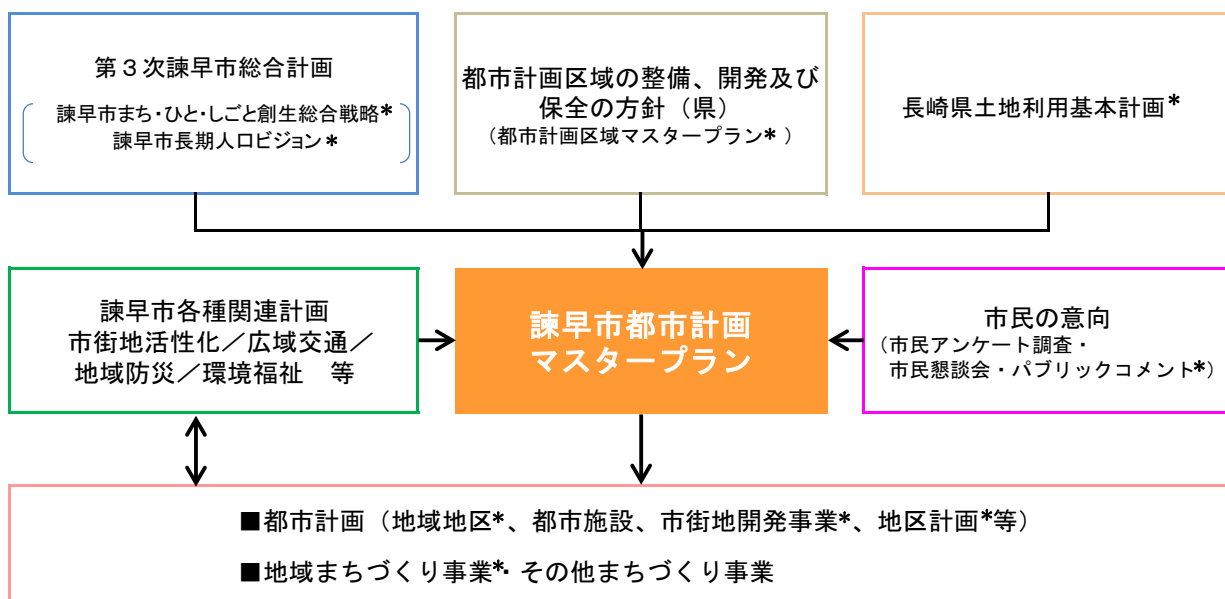 第３次諫早市総合計画
諫早市まち・ひと・しごと創生総合戦略*
諫早市長期人口ビジョン*
都市計画区域の整備、開発及び
保全の方針（県）
（都市計画区域マスタープラン*）
長崎県土地利用基本計画*
諫早市各種関連計画
市街地活性化／広域交通／
地域防災／環境福祉　等
諫早市都市計画
マスタープラン
市民の意向
（市民アンケート調査・
市民懇談会・パブリックコメント*）
■都市計画（地域地区*、都市施設、市街地開発事業*、地区計画*等）
■地域まちづくり事業*・その他まちづくり事業